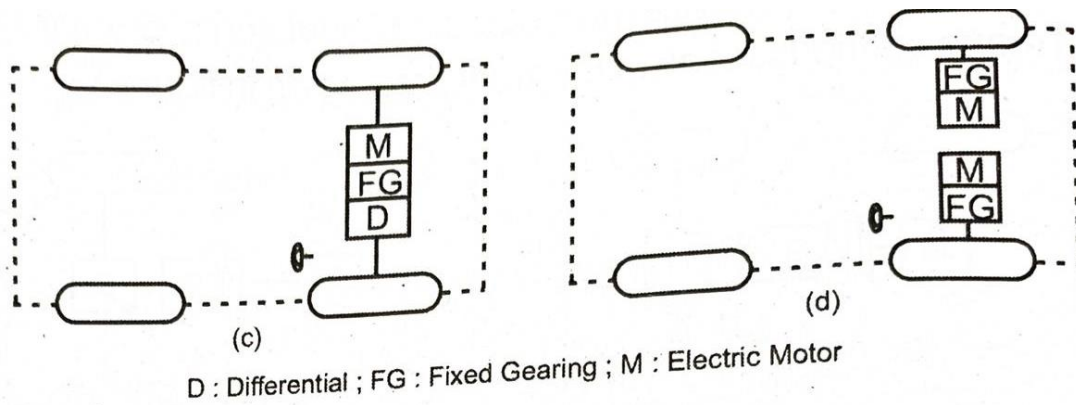 M
FG
D
(c)
FG
M
M
FG
(d)
D : Differential ; FG : Fixed Gearing ; M : Electric Motor